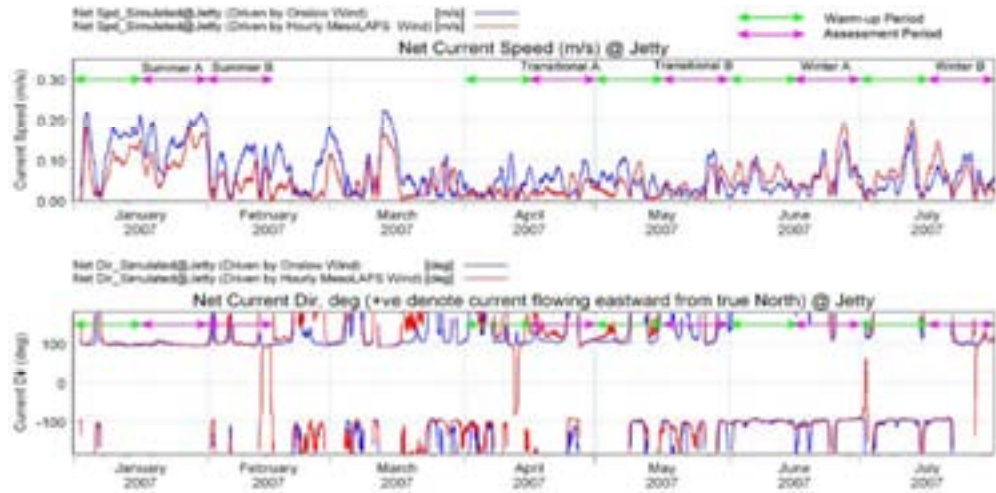 Net Spd_Simulated@Jetty (Driven by Onslow Wind) [m/s]
Net Spd_Simulated@Jetty (Driven by Hourly MesoLAPS Wind) [m/s]
Warm-up Period
Assessment Period
Net Current Speed (m/s) @ Jetty
Summer A Summer B Transitional A Transitional B Winter A Winter B
Current Speed (m/s)
0.30
0.20
0.10
0.00
January February March April May June July
2007 2007 2007 2007 2007 2007 2007
Net Dir_Simulated@Jetty (Driven by Onslow Wind) [deg]
Net Dir_Simulated@Jetty (Driven by Hourly MesoLAPS Wind) [deg]
Net Current Dir, deg (+ve denote current flowing eastward from true North) @ Jetty
Current Dir (deg)
100
0
-100
January February March April May June July
2007 2007 2007 2007 2007 2007 2007